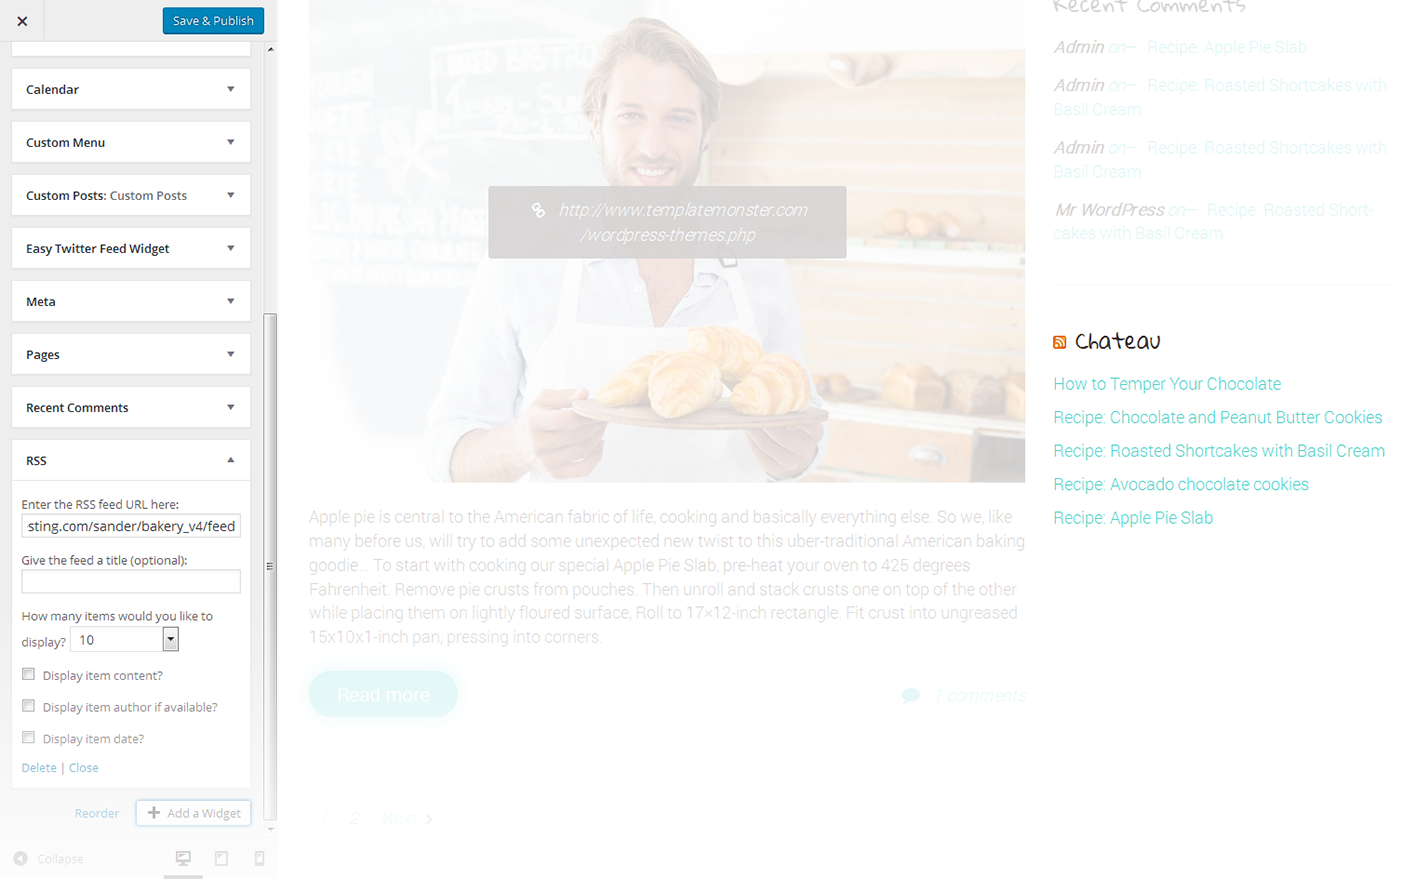 Save & Publish
Calendar
Custom Menu
Custom Posts: Custom Posts
Easy Twitter Feed Widget
Meta
Pages
Recent Comments
RSS
Enter the RSS feed URL here:
sting.com/sander/bakery_v4/feed
Give the feed a title (optional):
How many items would you like to
display? 10
Display item content?
Display item author if available?
Display item date?
Delete | Close
Reorder
Add a Widget
Collapse
http://www.templatemonster.com
/wordpress-themes.php
Apple pie is central to the American fabric of life, cooking and basically everything else. So we, like
many before us, will try to add some unexpected new twist to this uber-traditional American baking
goodie... To start with cooking our special Apple Pie Slab, pre-heat your oven to 425 degrees
Fahrenheit. Remove pie crusts from pouches. Then unroll and stack crusts one on top of the other
while placing them on lightly floured surface, Roll to 17×12-inch rectangle. Fit crust into ungreased
15x10x1-inch pan, pressing into corners.
Read more
1 comments
1 2 Next
Recent Comments
Admin on— Recipe: Apple Pie Slab
Admin on— Recipe: Roasted Shortcakes with
Basil Cream
Admin on— Recipe: Roasted Shortcakes with
Basil Cream
Mr WordPress on— Recipe: Roasted Short-
cakes with Basil Cream
Chateau
How to Temper Your Chocolate
Recipe: Chocolate and Peanut Butter Cookies
Recipe: Roasted Shortcakes with Basil Cream
Recipe: Avocado chocolate cookies
Recipe: Apple Pie Slab